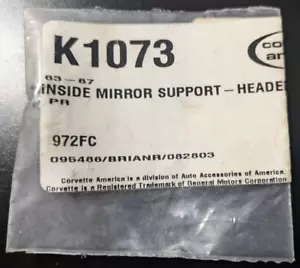 K1073
63-67
INSIDE MIRROR SUPPORT-HEADE
PR
972FC
096486/BRIANR/082803
Corvette America is a division of Auto Accessories of America.
Corvette is a Registered Trademark of General Motors Corporation